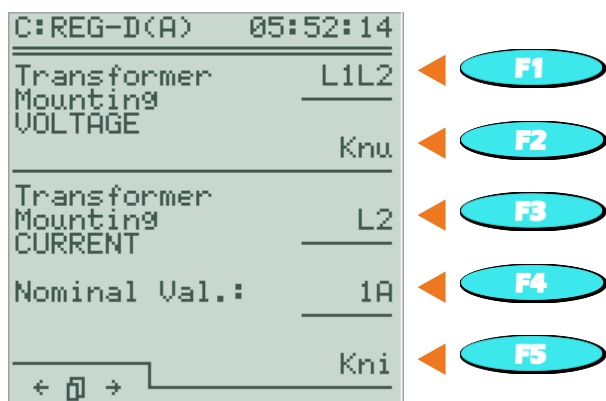 C:REG-D(A) 05:52:14
Transformer L1L2 F1
Mounting
VOLTAGE
Knu F2
Transformer
Mounting L2 F3
CURRENT
Nominal Val.: 1A F4
Kni F5